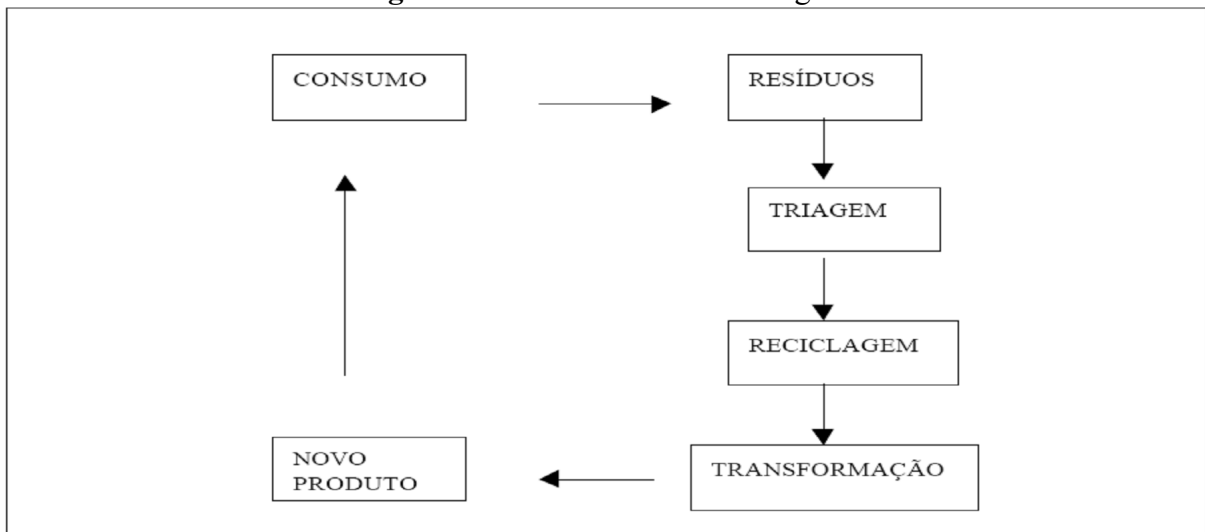 CONSUMO
RESÍDUOS
TRIAGEM
RECICLAGEM
TRANSFORMAÇÃO
NOVO
PRODUTO